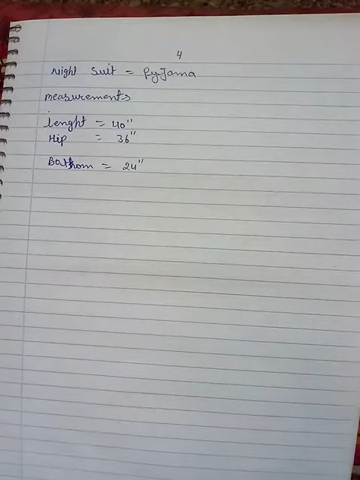 4
Night Suit = PyJama
measurements
Lenght = 40"
Hip = 36"
Bathom = 24"